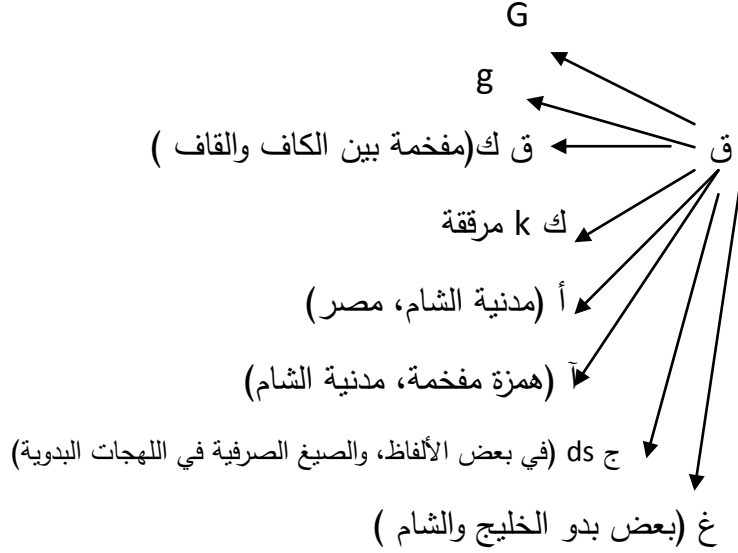 G
g
ق
ق ك(مفخمة بين الكاف والقاف )
ك k مرققة
أ (مدنية الشام، مصر)
آ (همزة مفخمة، مدنية الشام)
ج ds (في بعض الألفاظ، والصيغ الصرفية في اللهجات البدوية)
غ (بعض بدو الخليج والشام )